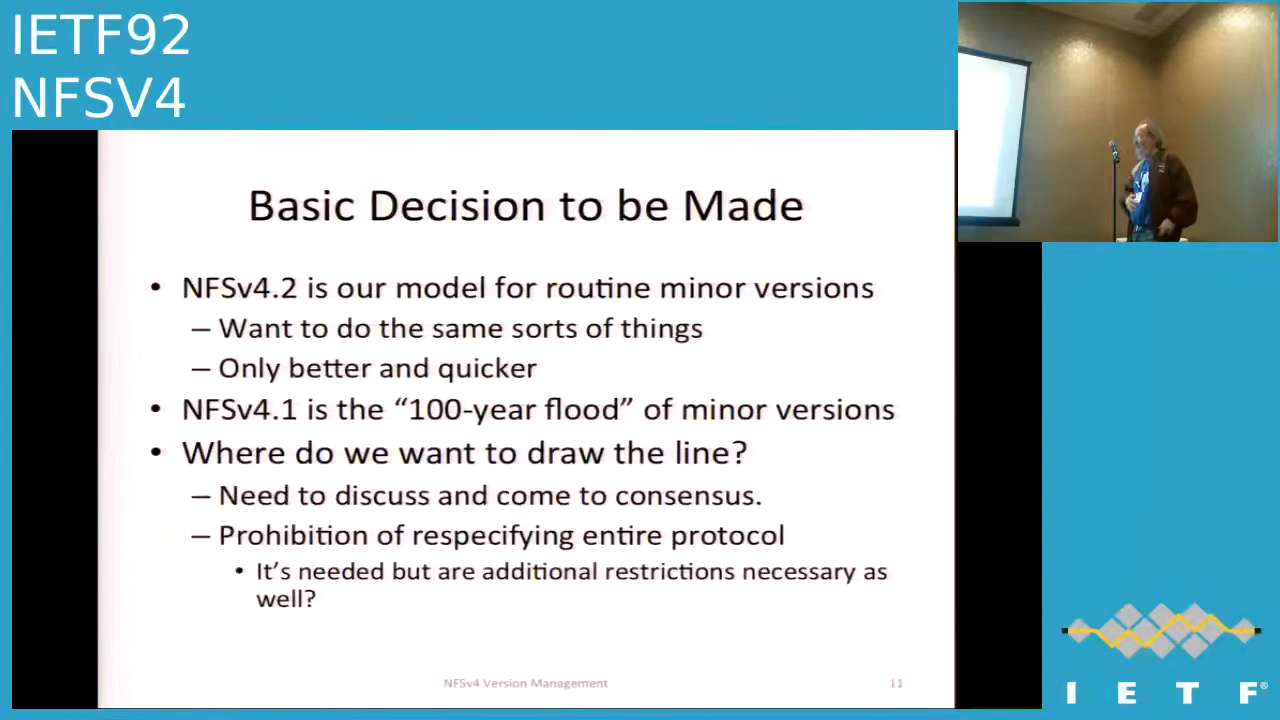 IETF92
NFSV4
Basic Decision to be Made
• NFSv4.2 is our model for routine minor versions
– Want to do the same sorts of things
– Only better and quicker
• NFSv4.1 is the “100-year flood” of minor versions
• Where do we want to draw the line?
– Need to discuss and come to consensus.
– Prohibition of respecifying entire protocol
• It’s needed but are additional restrictions necessary as
well?
NFSv4 Version Management 11
I E T F®